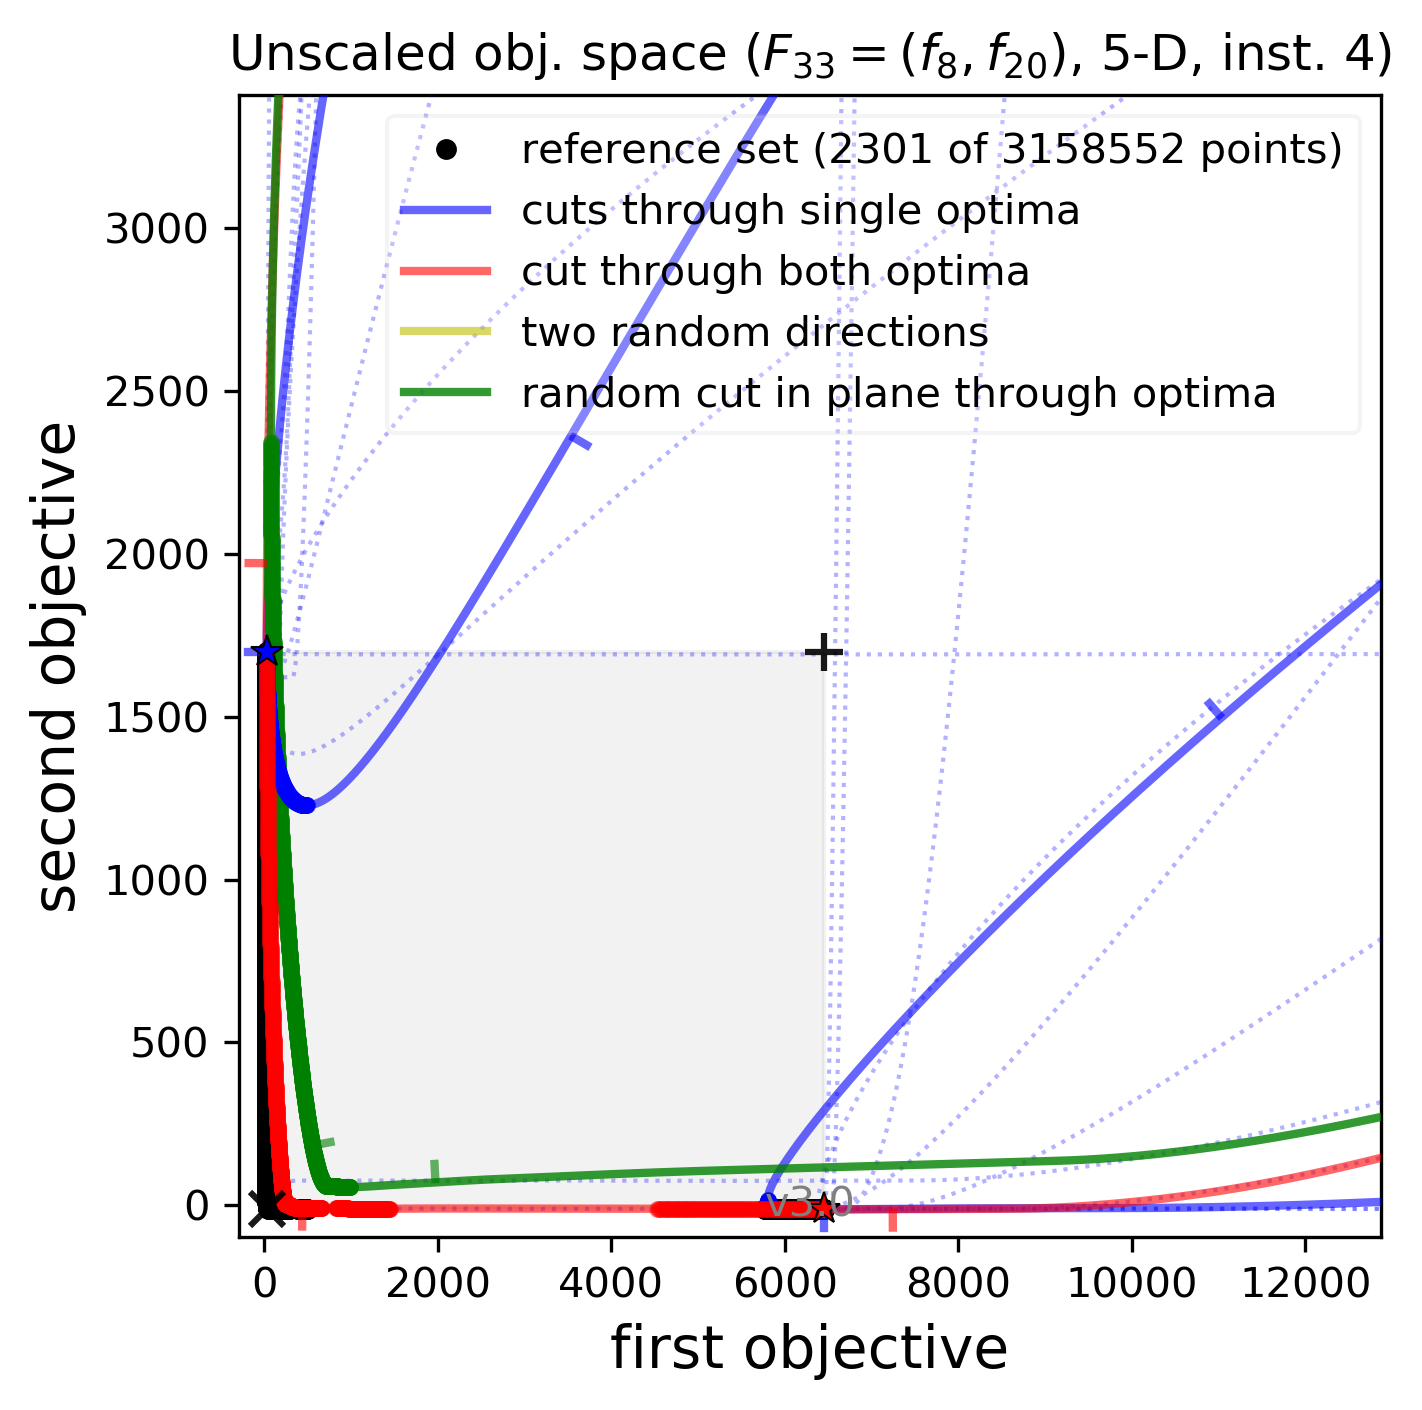 Unscaled obj. space (F33 = (f8, f20), 5-D, inst. 4)
reference set (2301 of 3158552 points)
cuts through single optima
cut through both optima
two random directions
random cut in plane through optima
second objective
3000
2500
2000
1500
1000
500
0
v3.0
0 2000 4000 6000 8000 10000 12000
first objective